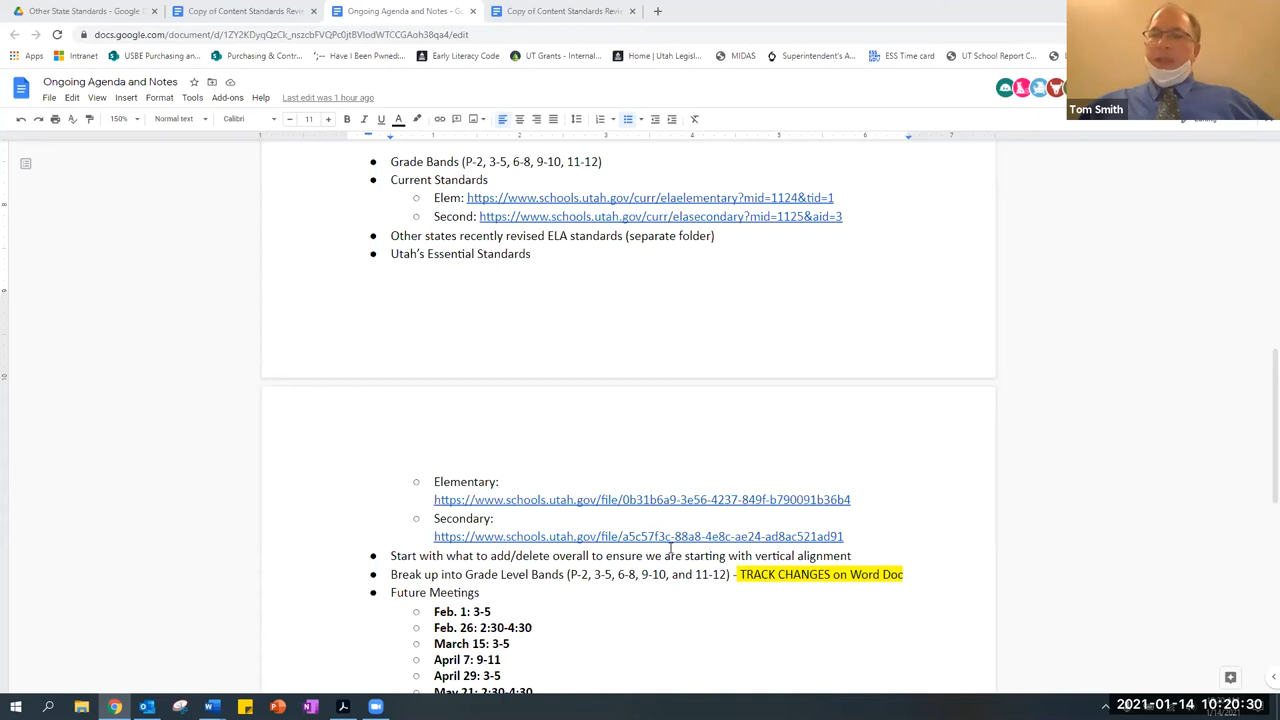 Other State Standards - Google D
Copy of Content Standards Revi
Ongoing Agenda and Notes - Go
Copy of Content Standards Revi
docs.google.com/document/d/1ZY2KDyqQzCk_nszcbFVQPc0jtBVlodWTCCGAoh38qa4/edit
Apps
Intranet
USBE Purchasing an...
Purchasing & Contr...
Have I Been Pwned:...
Early Literacy Code
UT Grants - Internal...
Home | Utah Legisl...
MIDAS
Superintendent's A...
ESS Time card
UT School Report C...
Ongoing Agenda and Notes
File Edit View Insert Format Tools Add-ons Help Last edit was 1 hour ago
150% Normal text Calibri 11
Tom Smith
Grade Bands (P-2, 3-5, 6-8, 9-10, 11-12)
Current Standards
Elem: https://www.schools.utah.gov/curr/elaelementary?mid=1124&tid=1
Second: https://www.schools.utah.gov/curr/elasecondary?mid=1125&aid=3
Other states recently revised ELA standards (separate folder)
Utah's Essential Standards
Elementary:
https://www.schools.utah.gov/file/0b31b6a9-3e56-4237-849f-b790091b36b4
Secondary:
https://www.schools.utah.gov/file/a5c57f3c-88a8-4e8c-ae24-ad8ac521ad91
Start with what to add/delete overall to ensure we are starting with vertical alignment
Break up into Grade Level Bands (P-2, 3-5, 6-8, 9-10, and 11-12) - TRACK CHANGES on Word Doc
Future Meetings
Feb. 1: 3-5
Feb. 26: 2:30-4:30
March 15: 3-5
April 7: 9-11
April 29: 3-5
May 21: 2:30-4:30
2021-01-14 10:20:30